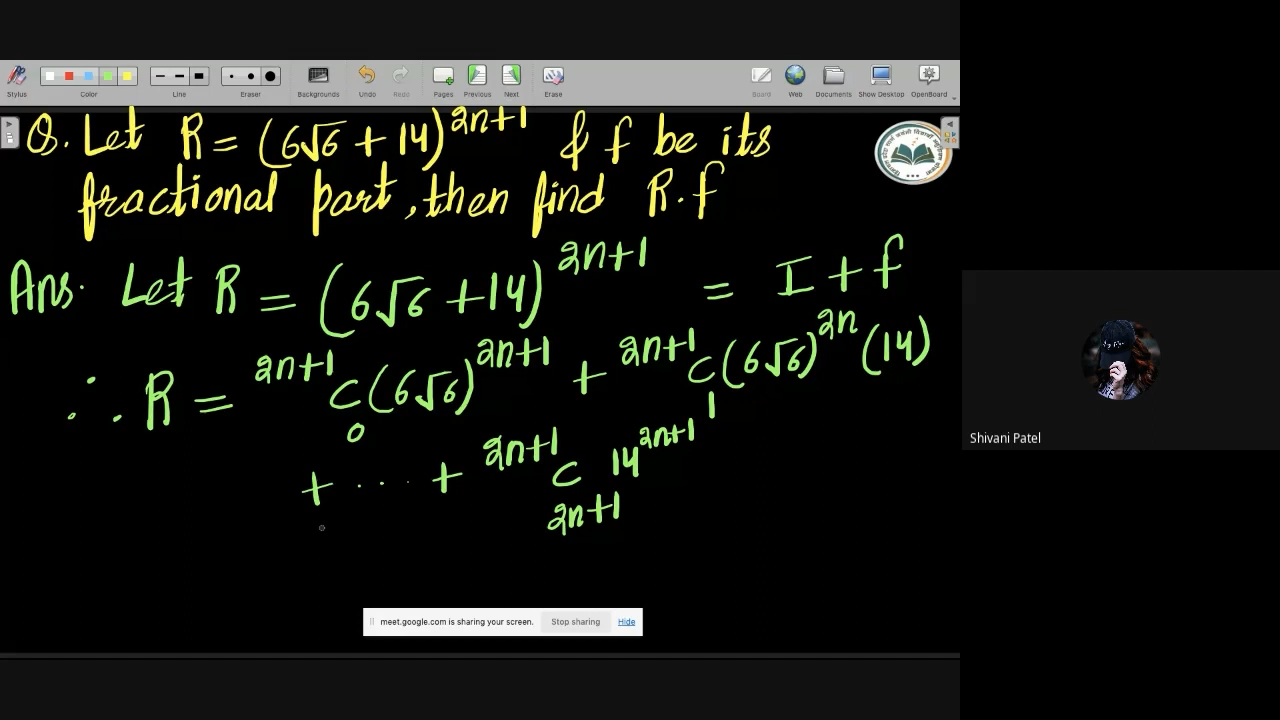 Stylus Color Line Eraser Backgrounds Undo Redo Pages Previous Next Erase Board Web Documents Show Desktop OpenBoard
Q. Let R = (6√6 + 14)^{2n+1} & f be its
fractional part, then find R.f
Ans. Let R = (6√6 + 14)^{2n+1} = I + f
∴ R = ^{2n+1}C_0 (6√6)^{2n+1} + ^{2n+1}C_1 (6√6)^{2n} (14)
+ ... + ^{2n+1}C_{2n+1} 14^{2n+1}
Shivani Patel
meet.google.com is sharing your screen. Stop sharing Hide